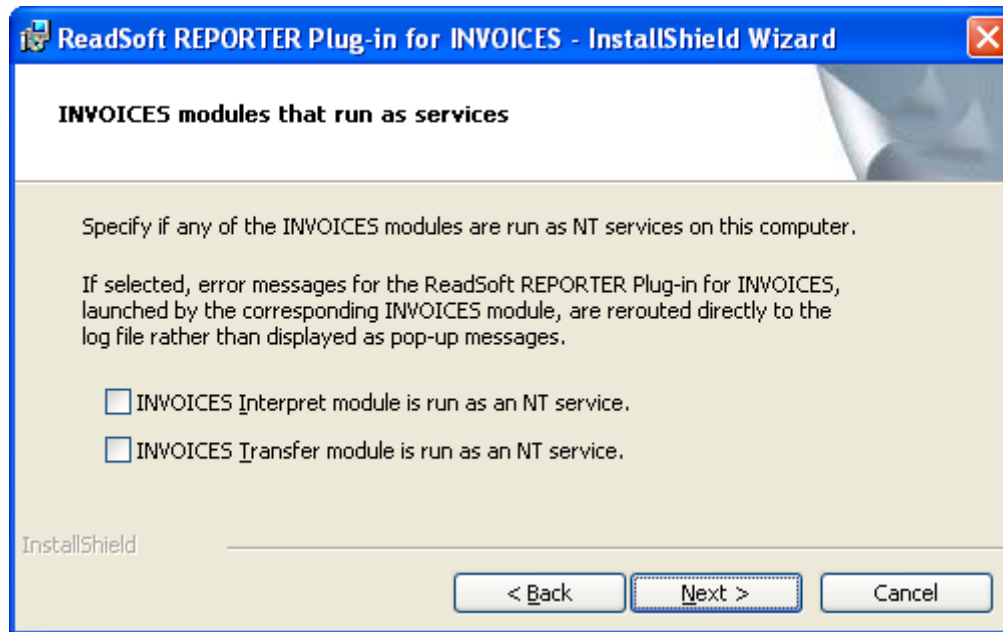 ReadSoft REPORTER Plug-in for INVOICES - InstallShield Wizard
INVOICES modules that run as services
Specify if any of the INVOICES modules are run as NT services on this computer.
If selected, error messages for the ReadSoft REPORTER Plug-in for INVOICES,
launched by the corresponding INVOICES module, are rerouted directly to the
log file rather than displayed as pop-up messages.
INVOICES Interpret module is run as an NT service.
INVOICES Transfer module is run as an NT service.
InstallShield
< Back Next > Cancel